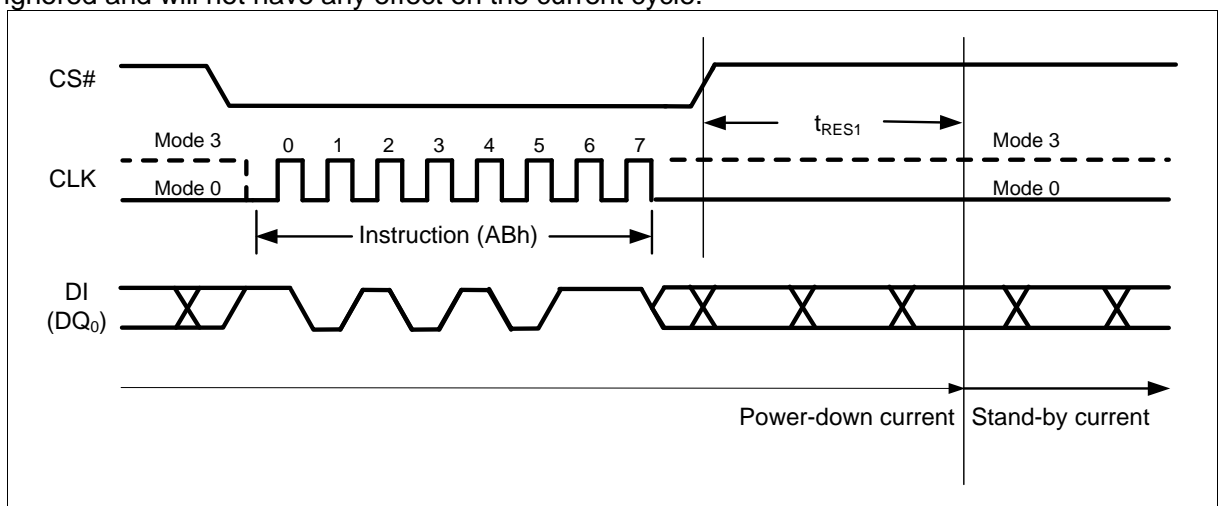 ignored and will not have any effect on the current cycle.
CS#
tRES1
Mode 3 0 1 2 3 4 5 6 7 Mode 3
CLK
Mode 0 Mode 0
Instruction (ABh)
DI
(DQ0)
Power-down current Stand-by current